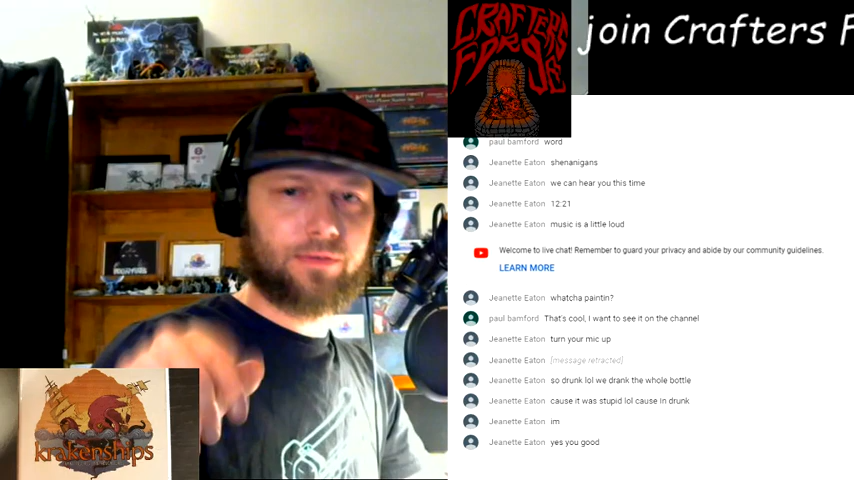 CRAFTERS
FORGE
join Crafters F
paul bamford word
Jeanette Eaton shenanigans
Jeanette Eaton we can hear you this time
Jeanette Eaton 12:21
Jeanette Eaton music is a little loud
Welcome to live chat! Remember to guard your privacy and abide by our community guidelines.
LEARN MORE
Jeanette Eaton whatcha paintin?
paul bamford That's cool, I want to see it on the channel
Jeanette Eaton turn your mic up
Jeanette Eaton [message retracted]
Jeanette Eaton so drunk lol we drank the whole bottle
Jeanette Eaton cause it was stupid lol cause In drunk
Jeanette Eaton im
Jeanette Eaton yes you good
krakenships